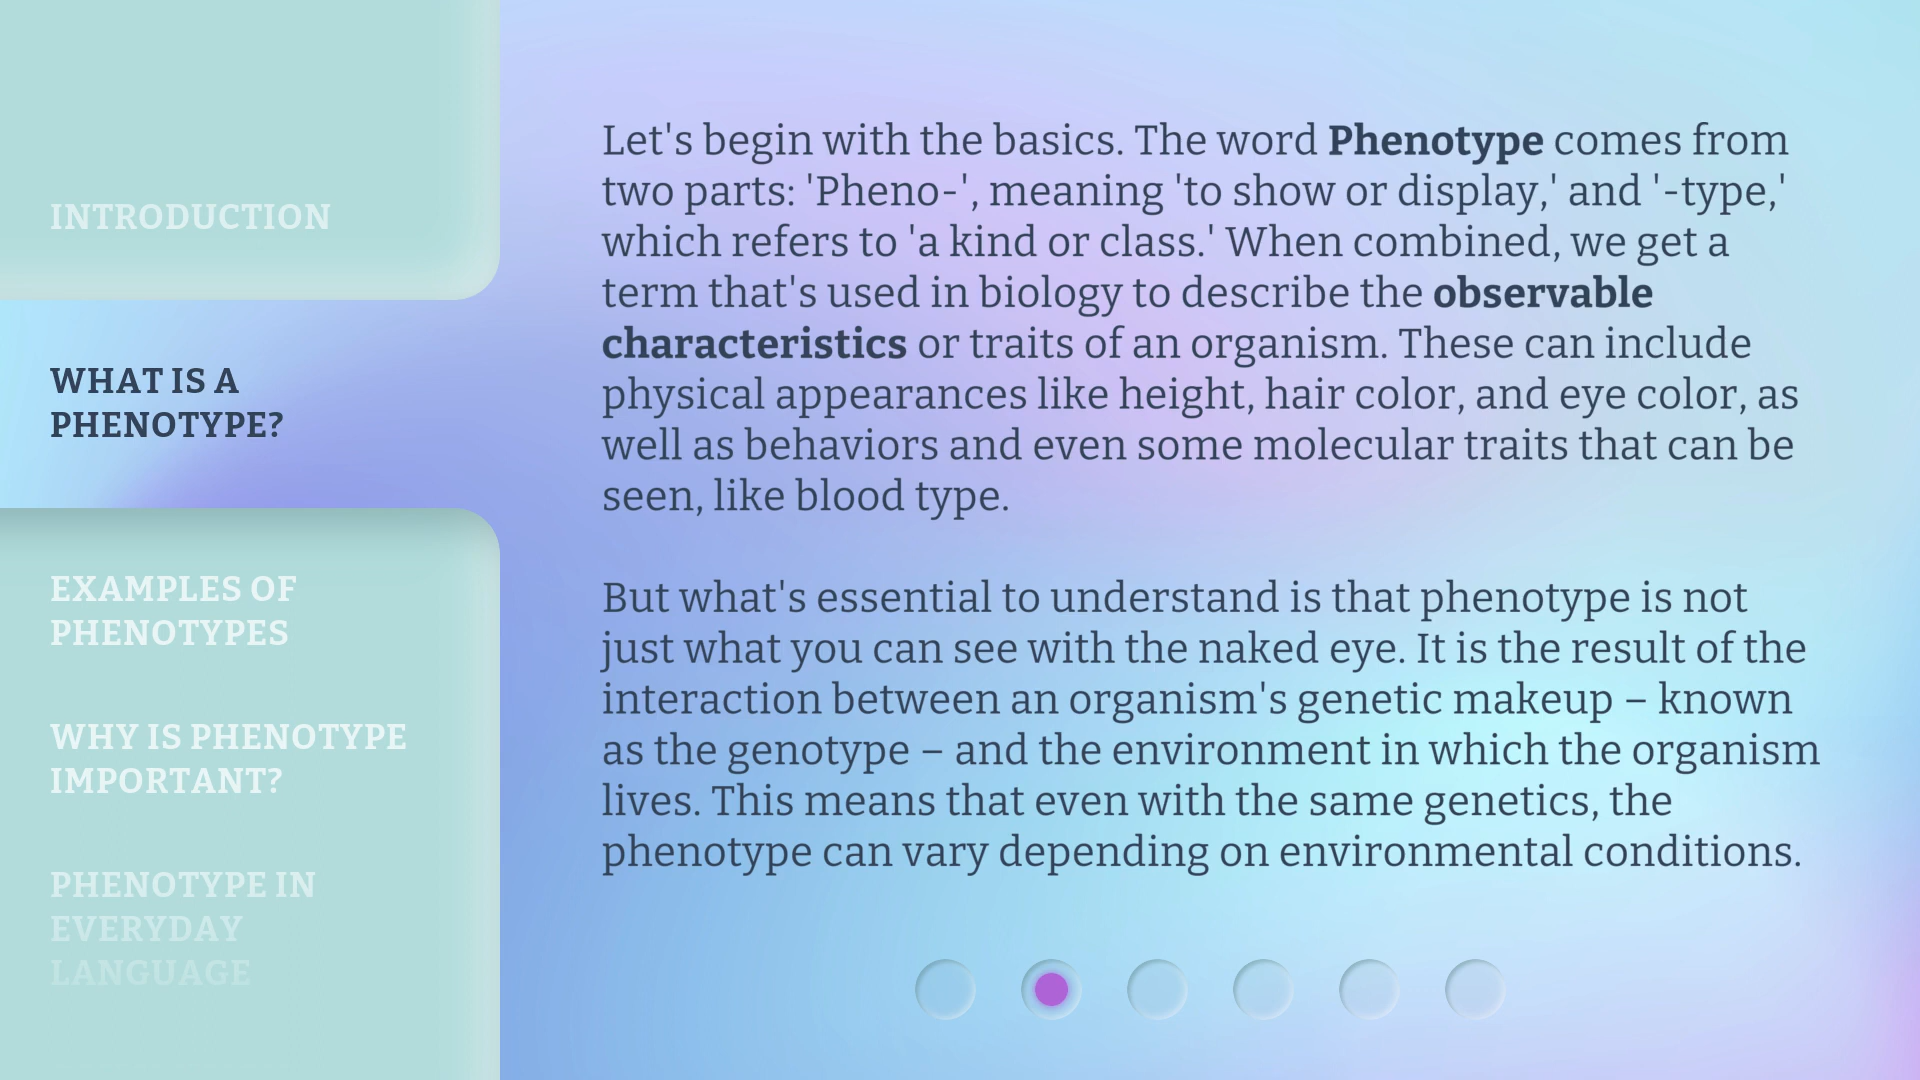 INTRODUCTION
WHAT IS A
PHENOTYPE?
EXAMPLES OF
PHENOTYPES
WHY IS PHENOTYPE
IMPORTANT?
PHENOTYPE IN
EVERYDAY
LANGUAGE
Let's begin with the basics. The word Phenotype comes from
two parts: 'Pheno-', meaning 'to show or display,' and '-type,'
which refers to 'a kind or class.' When combined, we get a
term that's used in biology to describe the observable
characteristics or traits of an organism. These can include
physical appearances like height, hair color, and eye color, as
well as behaviors and even some molecular traits that can be
seen, like blood type.
But what's essential to understand is that phenotype is not
just what you can see with the naked eye. It is the result of the
interaction between an organism's genetic makeup – known
as the genotype – and the environment in which the organism
lives. This means that even with the same genetics, the
phenotype can vary depending on environmental conditions.